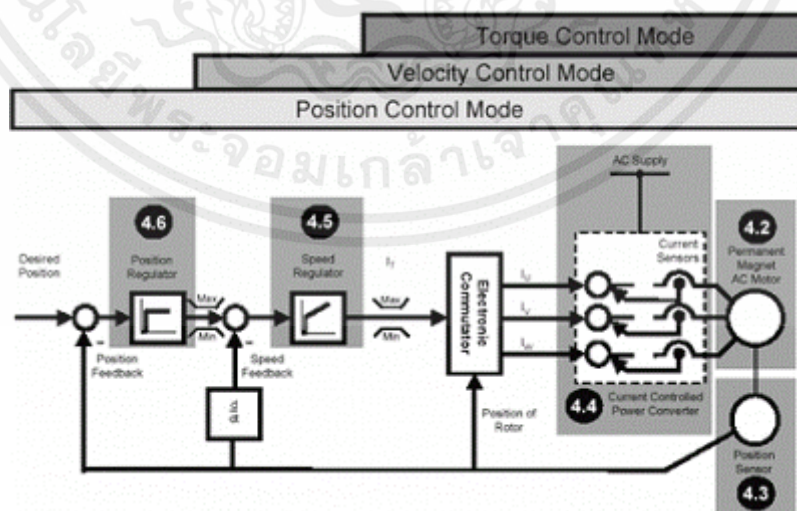 Torque Control Mode
Velocity Control Mode
Position Control Mode
AC Supply
4.6
4.5
4.2
Desired
Position
Position
Regulator
Speed
Regulator
Current
Sensors
Permanent
Magnet
AC Motor
Max
Min
Max
Min
Electronic
Commutator
Position
Feedback
Speed
Feedback
Position of
Rotor
4.4
Current Controlled
Power Converter
Position
Sensor
4.3